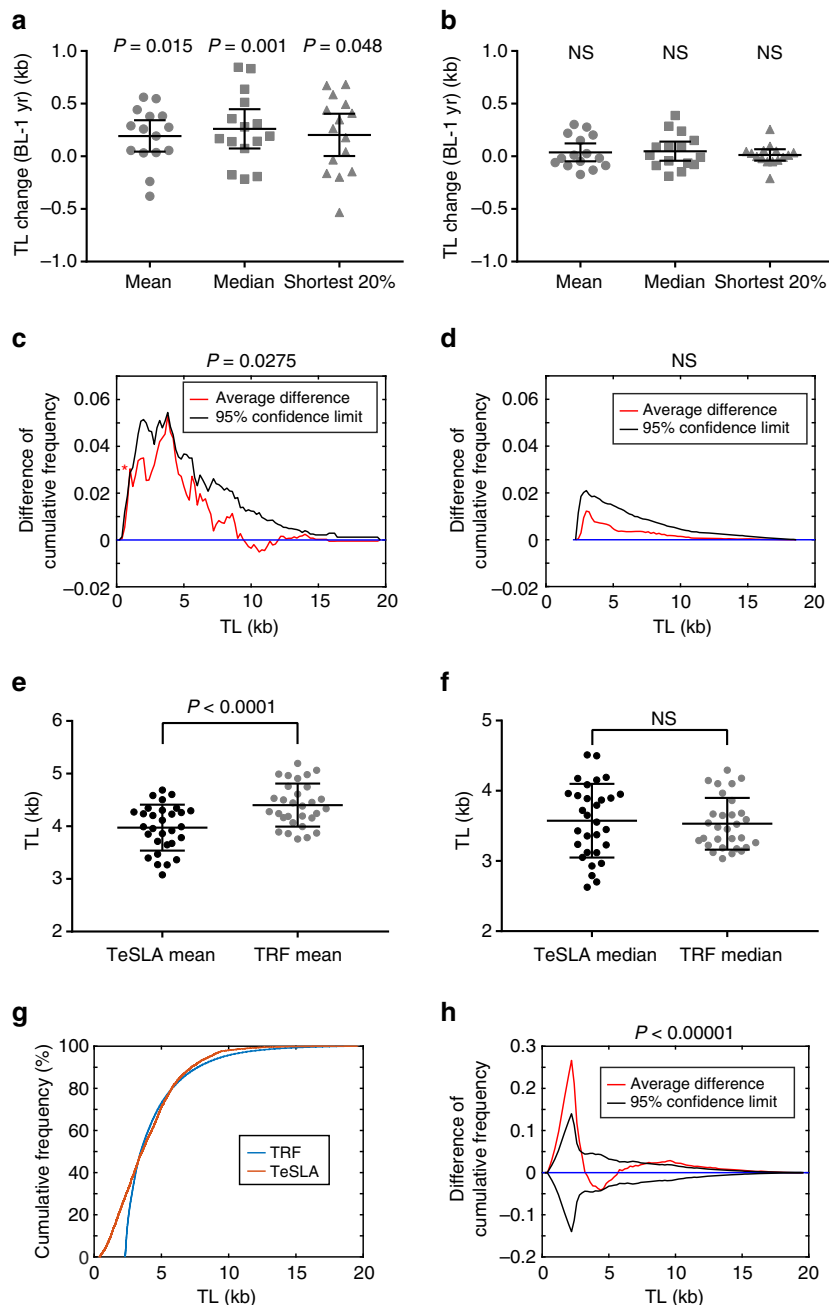 a
P = 0.015 P = 0.001 P = 0.048
TL change (BL-1 yr) (kb)
1.0
0.5
0.0
–0.5
–1.0
Mean Median Shortest 20%
b
NS NS NS
TL change (BL-1 yr) (kb)
1.0
0.5
0.0
–0.5
–1.0
Mean Median Shortest 20%
c
P = 0.0275
Difference of
cumulative frequency
0.06
0.04
0.02
0
–0.02
*
Average difference
95% confidence limit
0 5 10 15 20
TL (kb)
d
NS
Difference of
cumulative frequency
0.06
0.04
0.02
0
–0.02
Average difference
95% confidence limit
0 5 10 15 20
TL (kb)
e
P < 0.0001
TL (kb)
6
5
4
3
2
TeSLA mean TRF mean
f
NS
TL (kb)
5
4
3
2
TeSLA median TRF median
g
Cumulative frequency (%)
100
80
60
40
20
0
TRF
TeSLA
0 5 10 15 20
TL (kb)
h
P < 0.00001
Difference of
cumulative frequency
0.3
0.2
0.1
0
–0.1
–0.2
Average difference
95% confidence limit
0 5 10 15 20
TL (kb)